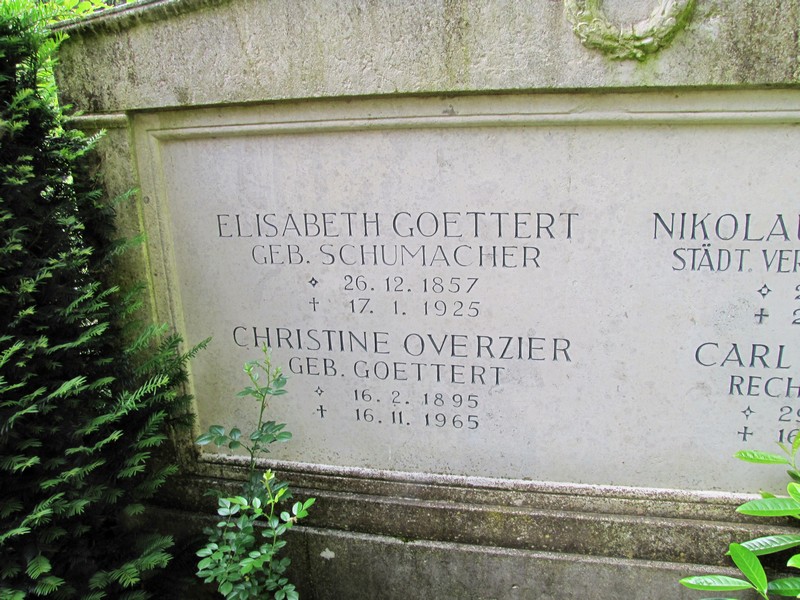 ELISABETH GOETTERT
GEB. SCHUMACHER
26. 12. 1857
† 17. 1. 1925
CHRISTINE OVERZIER
GEB. GOETTERT
16. 2. 1895
† 16. 11. 1965
STÄDT.
†
CARL
†